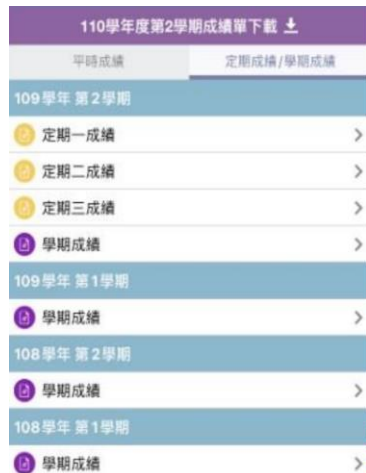 110學年度第2學期成績單下載
平時成績
定期成績/學期成績
109學年 第2學期
定期一成績
定期二成績
定期三成績
學期成績
109學年 第1學期
學期成績
108學年 第2學期
學期成績
108學年 第1學期
學期成績